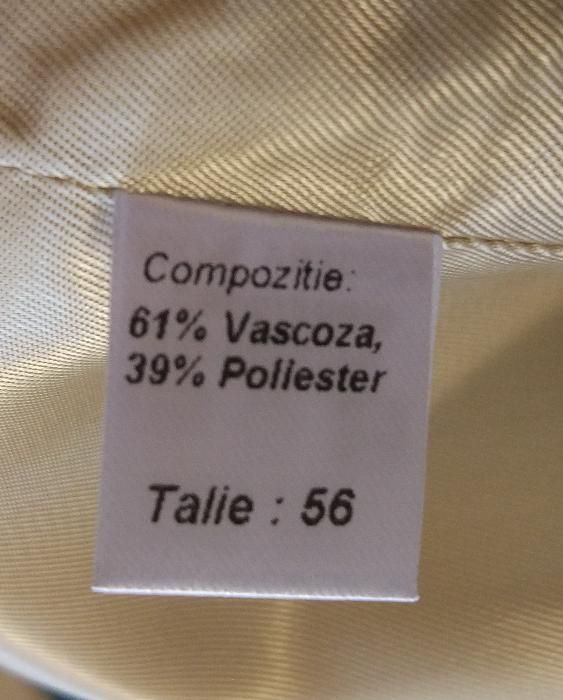 Compozitie:
61% Vascoza,
39% Poliester
Talie : 56